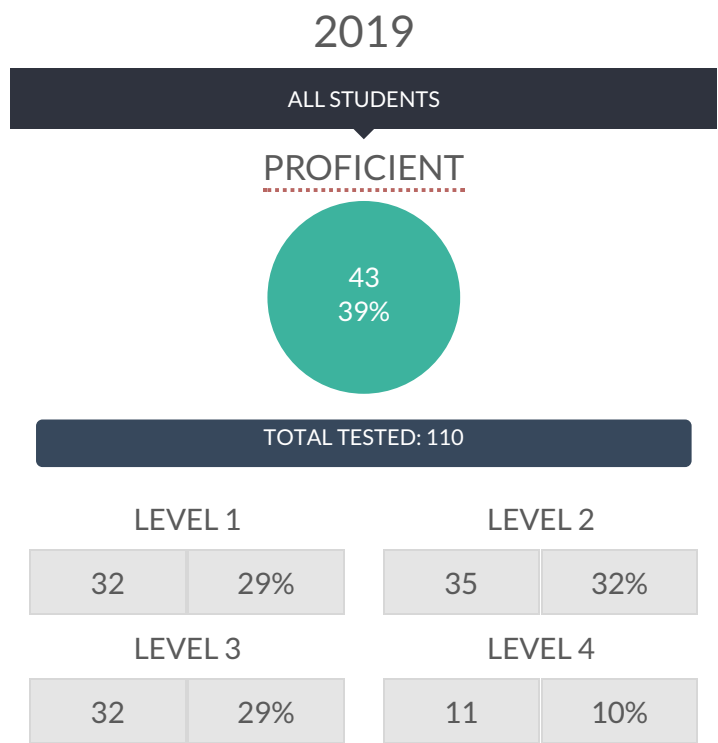 2019
ALL STUDENTS
PROFICIENT
43
39%
TOTAL TESTED: 110
LEVEL 1 LEVEL 2
32 29% 35 32%
LEVEL 3 LEVEL 4
32 29% 11 10%